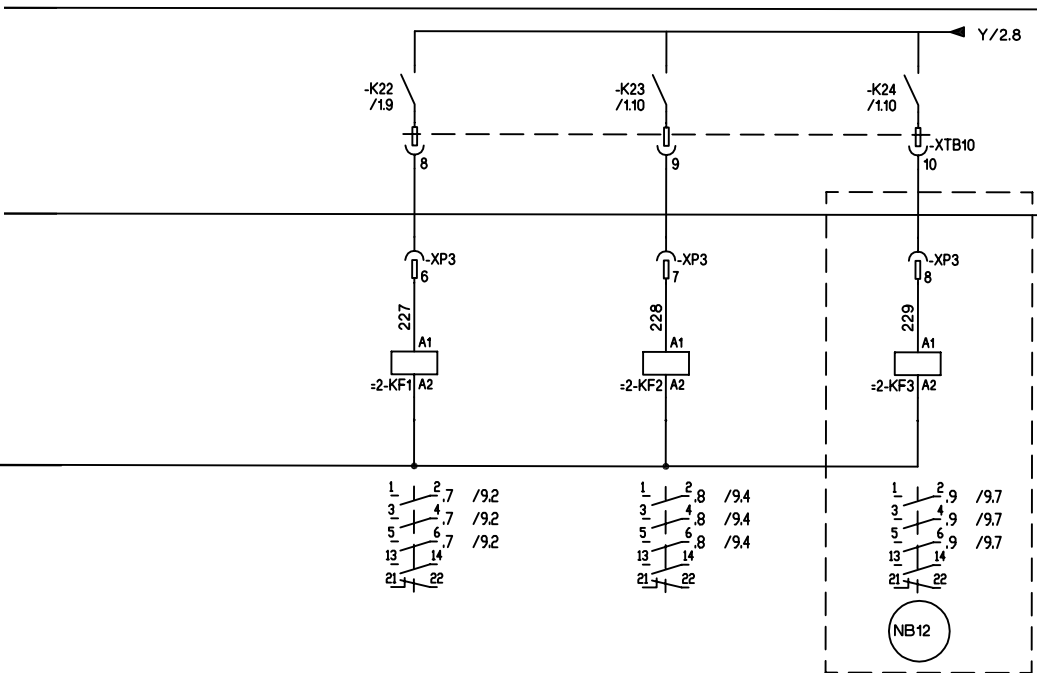 Y/2.8
-K22 -K23 -K24
/1.9 /1.10 /1.10
-XTB10
8 9 10
-XP3 -XP3 -XP3
6 7 8
227 228 229
A1 A1 A1
=2-KF1 A2 =2-KF2 A2 =2-KF3 A2
1 2 .7 /9.2 1 2 .8 /9.4 1 2 .9 /9.7
3 4 .7 /9.2 3 4 .8 /9.4 3 4 .9 /9.7
5 6 .7 /9.2 5 6 .8 /9.4 5 6 .9 /9.7
13 14 13 14 13 14
21 22 21 22 21 22
NB12